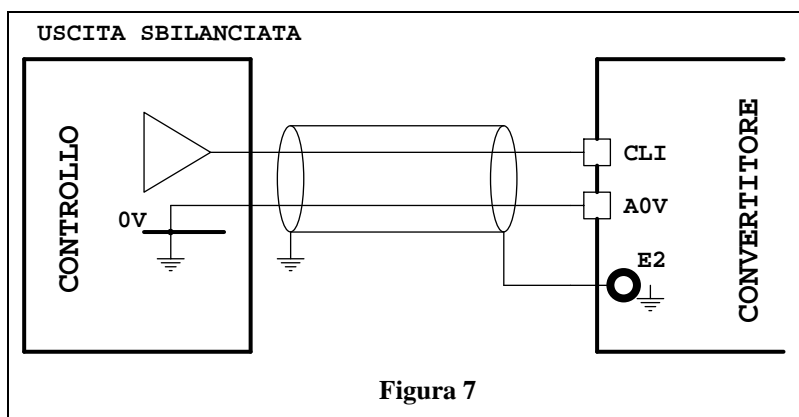 USCITA SBILANCIATA
CONTROLLO
0V
CLI
A0V
E2
CONVERTITORE
Figura 7